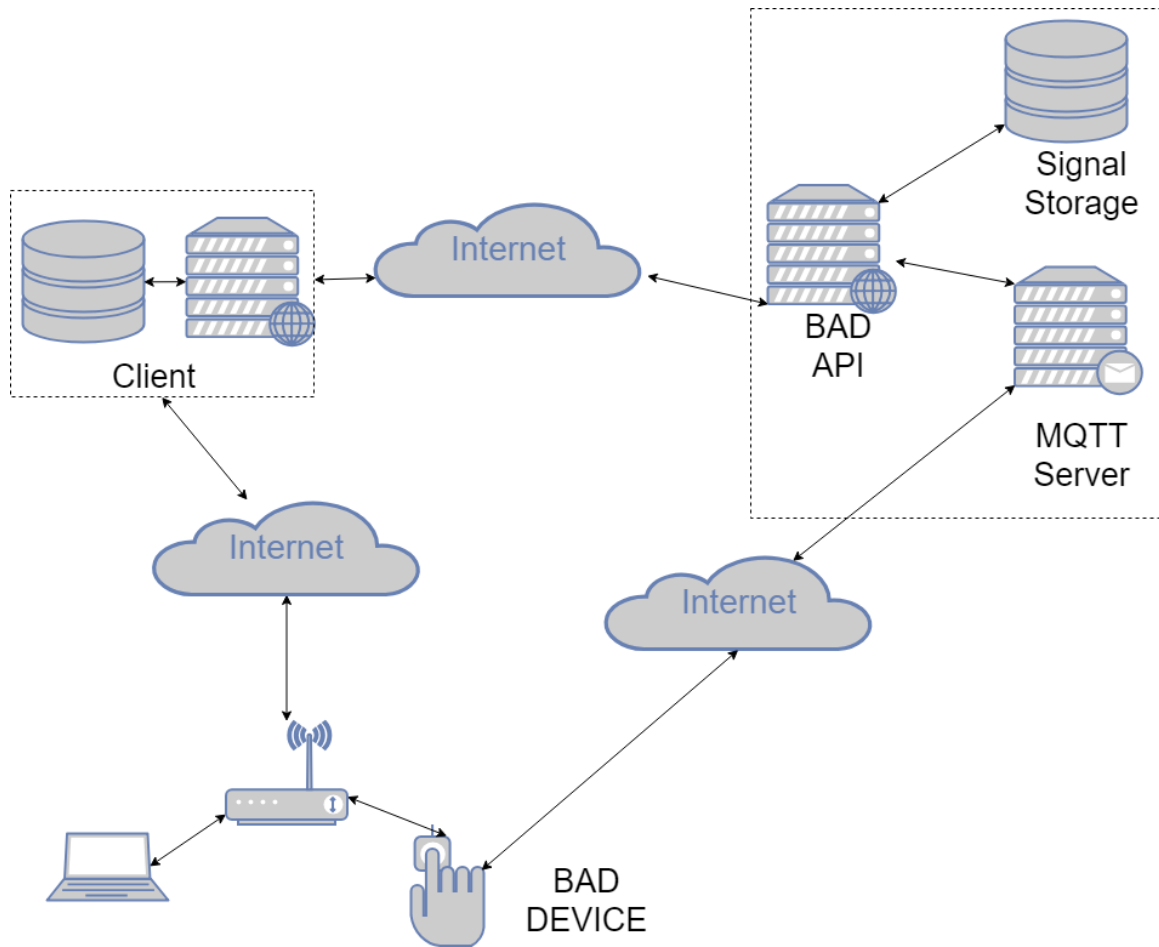 Signal
Storage
Internet
BAD
API
Client
MQTT
Server
Internet
Internet
BAD
DEVICE